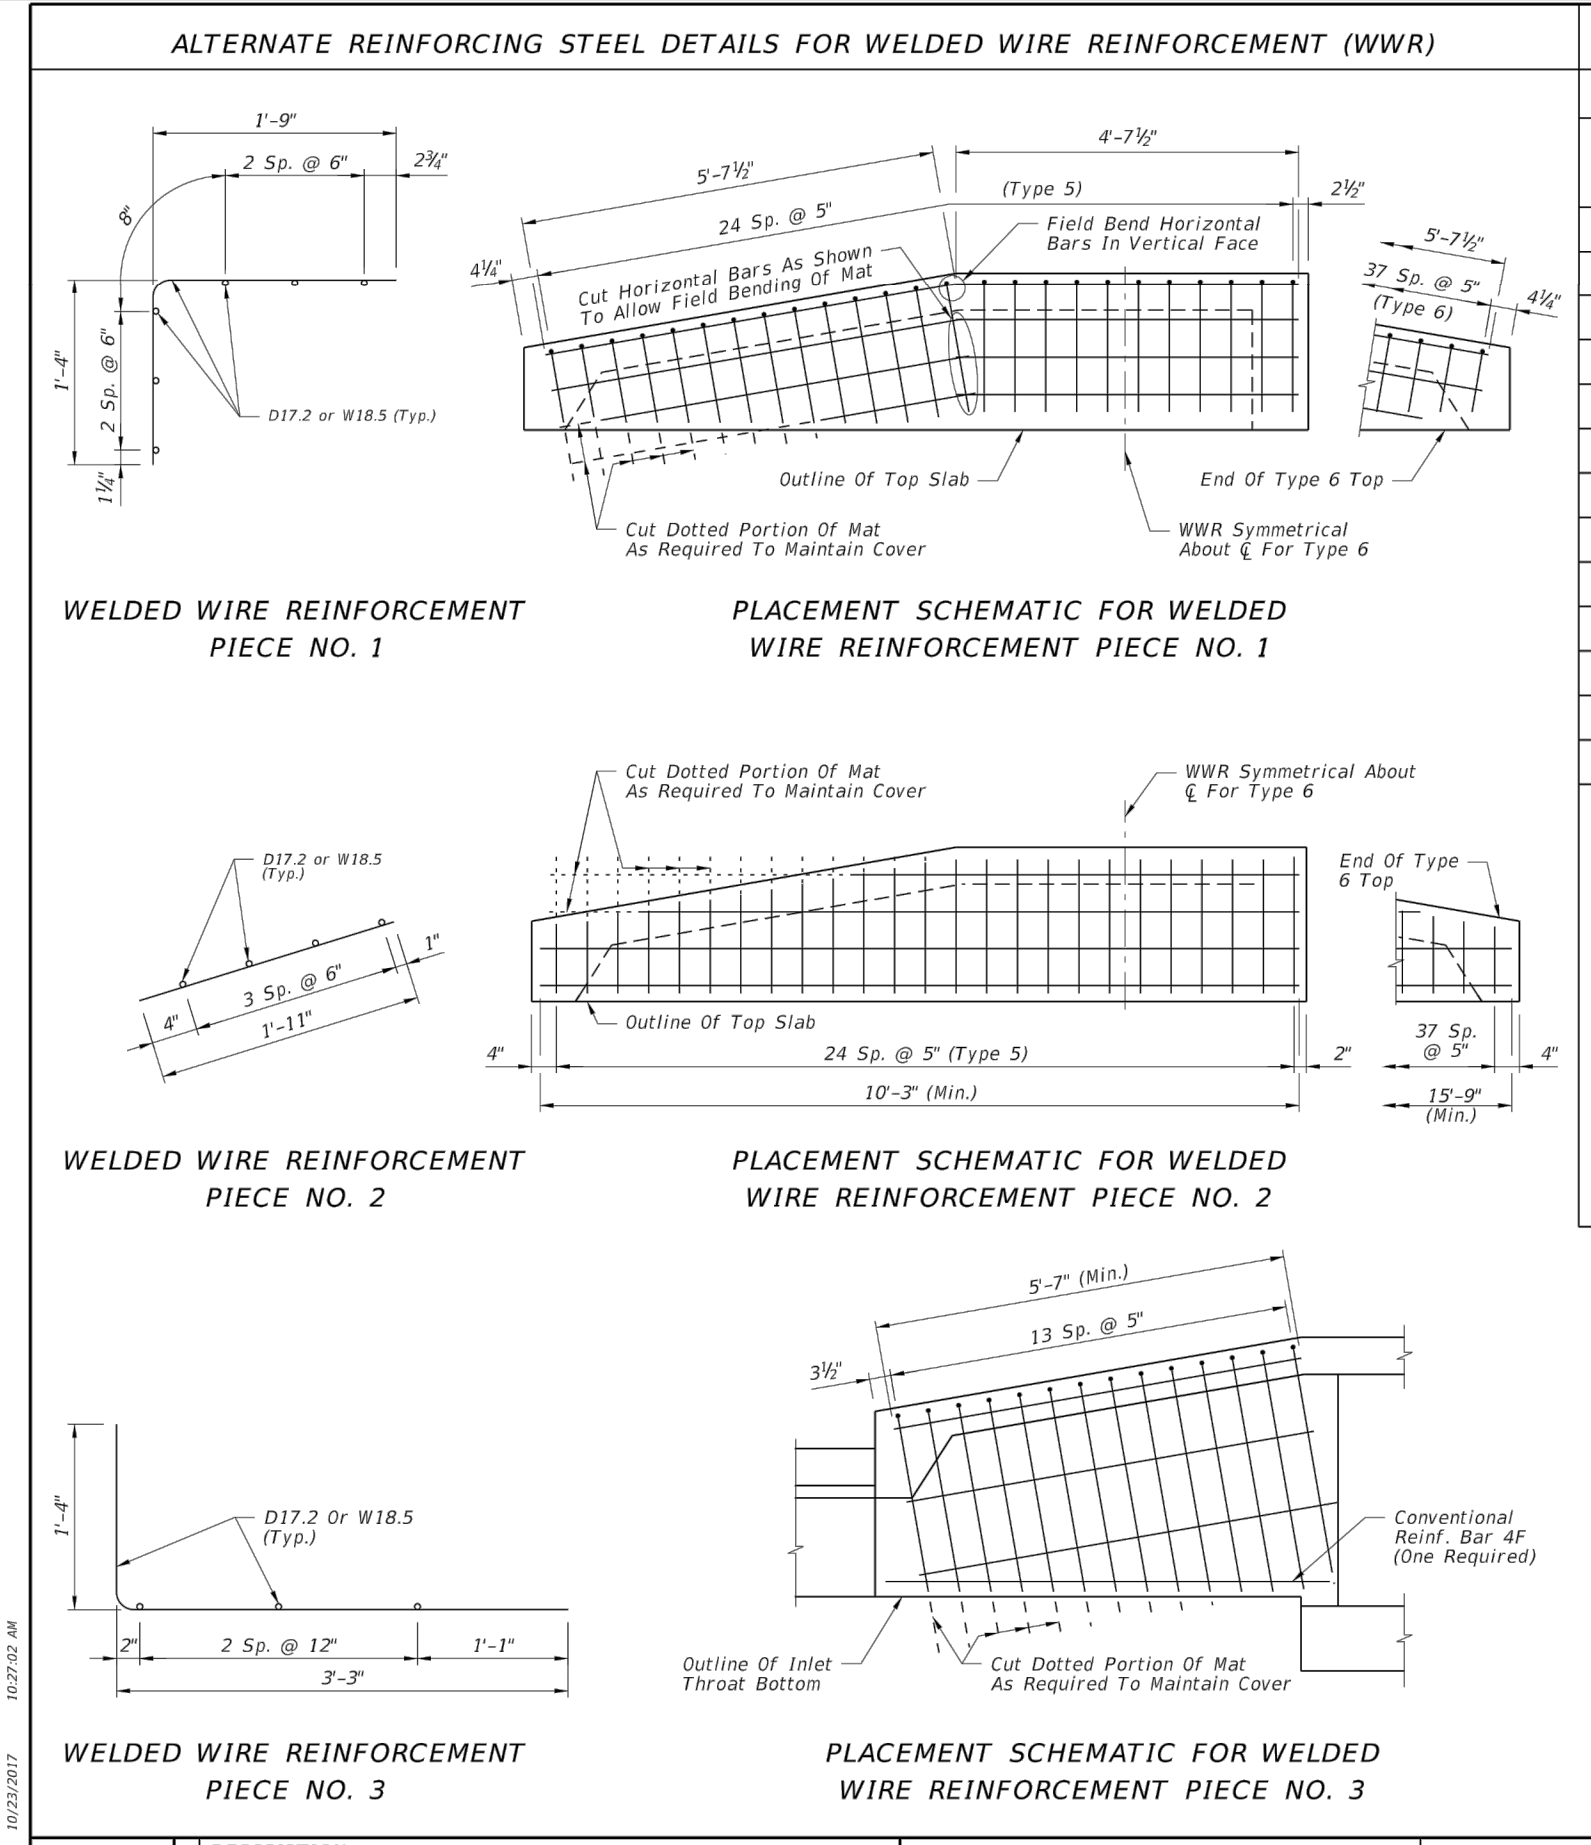 ALTERNATE REINFORCING STEEL DETAILS FOR WELDED WIRE REINFORCEMENT (WWR)
1'-9"
2 Sp. @ 6"
2¾"
8"
1'-4"
2 Sp. @ 6"
1¼"
D17.2 or W18.5 (Typ.)
WELDED WIRE REINFORCEMENT
PIECE NO. 1
5'-7½"
4'-7½"
24 Sp. @ 5"
(Type 5)
2½"
4¼"
Cut Horizontal Bars As Shown
To Allow Field Bending Of Mat
Field Bend Horizontal
Bars In Vertical Face
5'-7½"
37 Sp. @ 5"
(Type 6)
4¼"
Outline Of Top Slab
End Of Type 6 Top
Cut Dotted Portion Of Mat
As Required To Maintain Cover
WWR Symmetrical
About ℄ For Type 6
PLACEMENT SCHEMATIC FOR WELDED
WIRE REINFORCEMENT PIECE NO. 1
D17.2 or W18.5
(Typ.)
1"
3 Sp. @ 6"
4"
1'-11"
WELDED WIRE REINFORCEMENT
PIECE NO. 2
Cut Dotted Portion Of Mat
As Required To Maintain Cover
WWR Symmetrical About
℄ For Type 6
End Of Type
6 Top
Outline Of Top Slab
4"
24 Sp. @ 5" (Type 5)
2"
10'-3" (Min.)
37 Sp.
@ 5"
4"
15'-9"
(Min.)
PLACEMENT SCHEMATIC FOR WELDED
WIRE REINFORCEMENT PIECE NO. 2
1'-4"
D17.2 Or W18.5
(Typ.)
2"
2 Sp. @ 12"
1'-1"
3'-3"
WELDED WIRE REINFORCEMENT
PIECE NO. 3
5'-7" (Min.)
13 Sp. @ 5"
3½"
Conventional
Reinf. Bar 4F
(One Required)
Outline Of Inlet
Throat Bottom
Cut Dotted Portion Of Mat
As Required To Maintain Cover
PLACEMENT SCHEMATIC FOR WELDED
WIRE REINFORCEMENT PIECE NO. 3
10/23/2017 10:27:02 AM